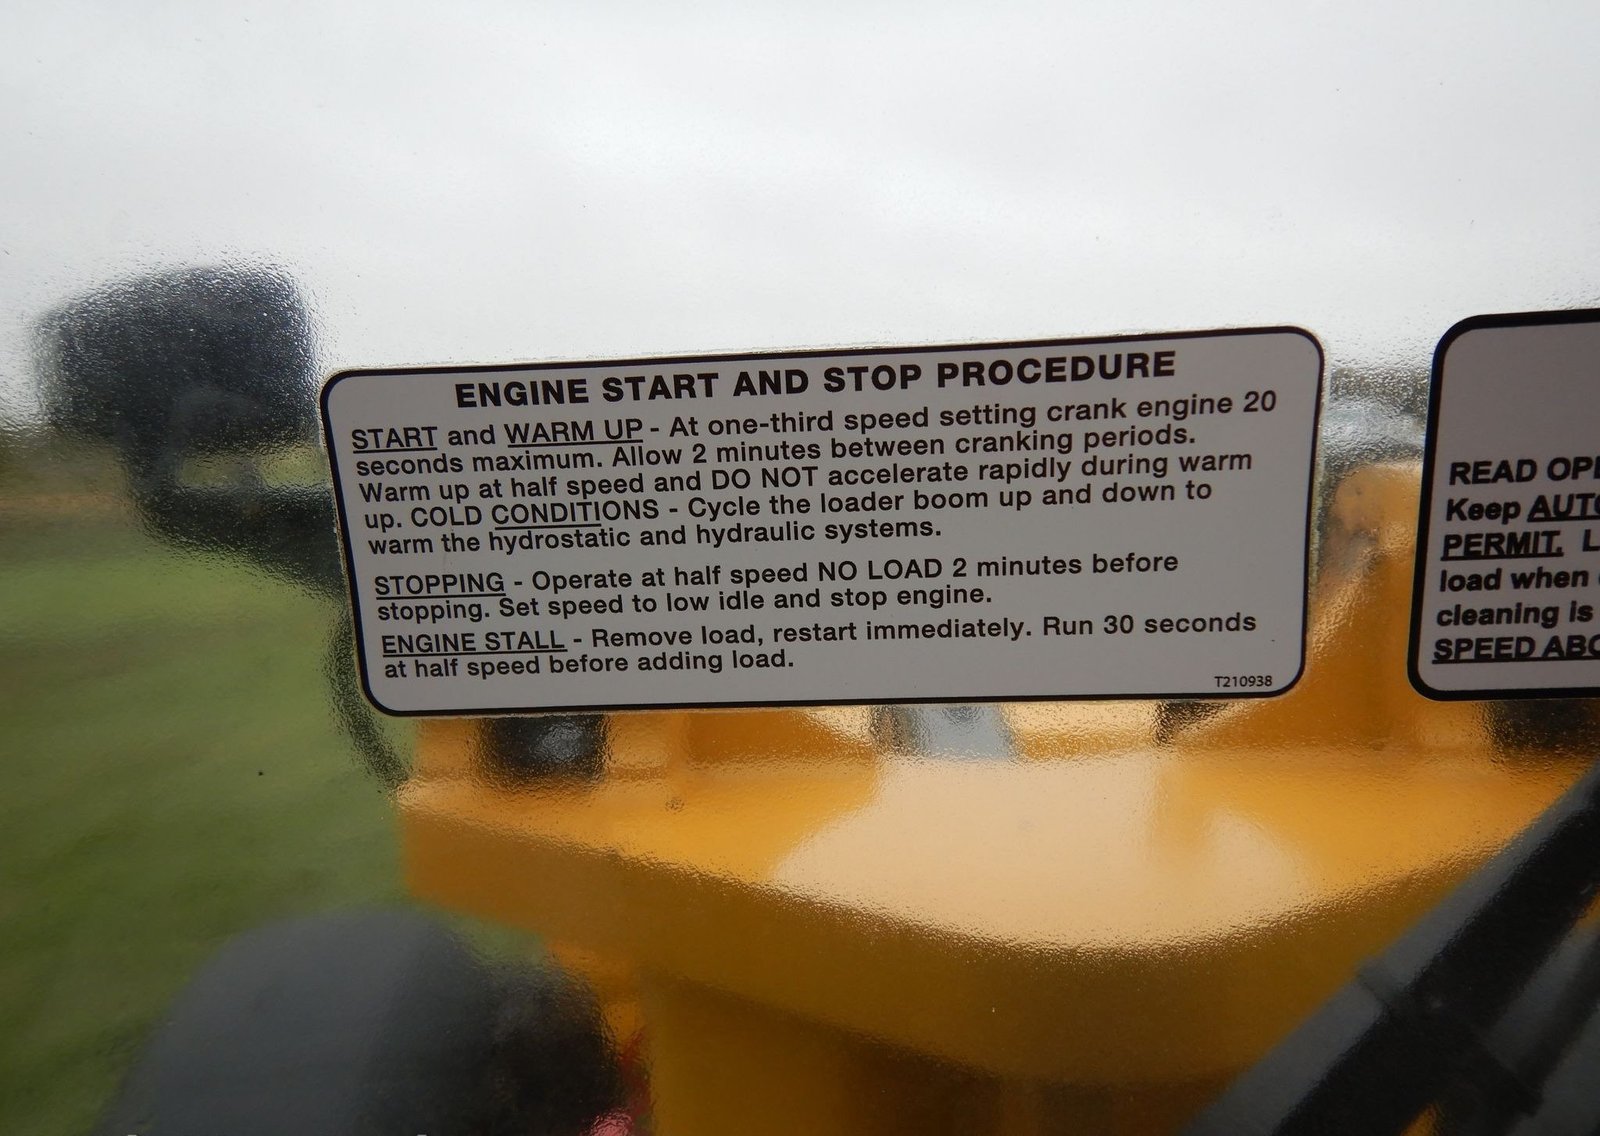 ENGINE START AND STOP PROCEDURE
START and WARM UP - At one-third speed setting crank engine 20
seconds maximum. Allow 2 minutes between cranking periods.
Warm up at half speed and DO NOT accelerate rapidly during warm
up. COLD CONDITIONS - Cycle the loader boom up and down to
warm the hydrostatic and hydraulic systems.
STOPPING - Operate at half speed NO LOAD 2 minutes before
stopping. Set speed to low idle and stop engine.
ENGINE STALL - Remove load, restart immediately. Run 30 seconds
at half speed before adding load.
T210938
READ
Keep
PERMIT.
load when
cleaning is
SPEED